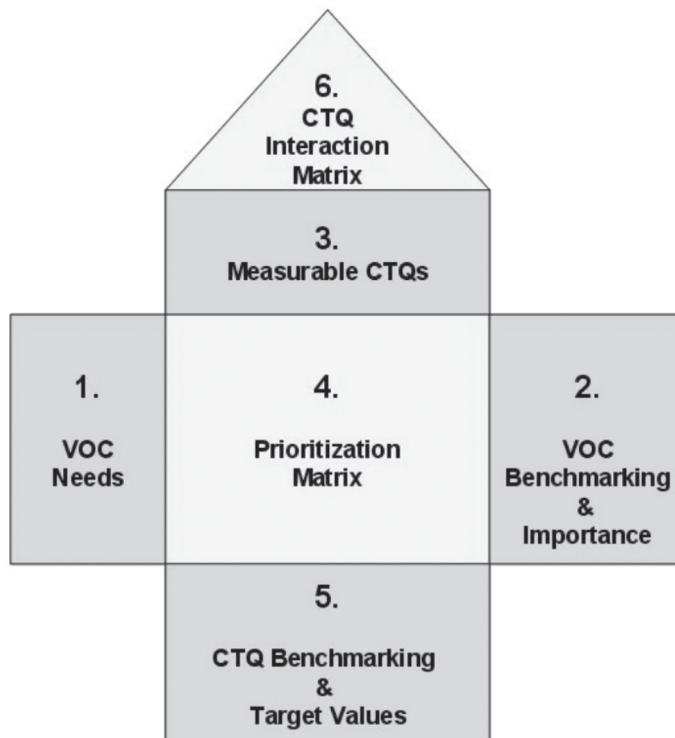 6.
CTQ
Interaction
Matrix
3.
Measurable CTQs
1.
VOC
Needs
4.
Prioritization
Matrix
2.
VOC
Benchmarking
&
Importance
5.
CTQ Benchmarking
&
Target Values